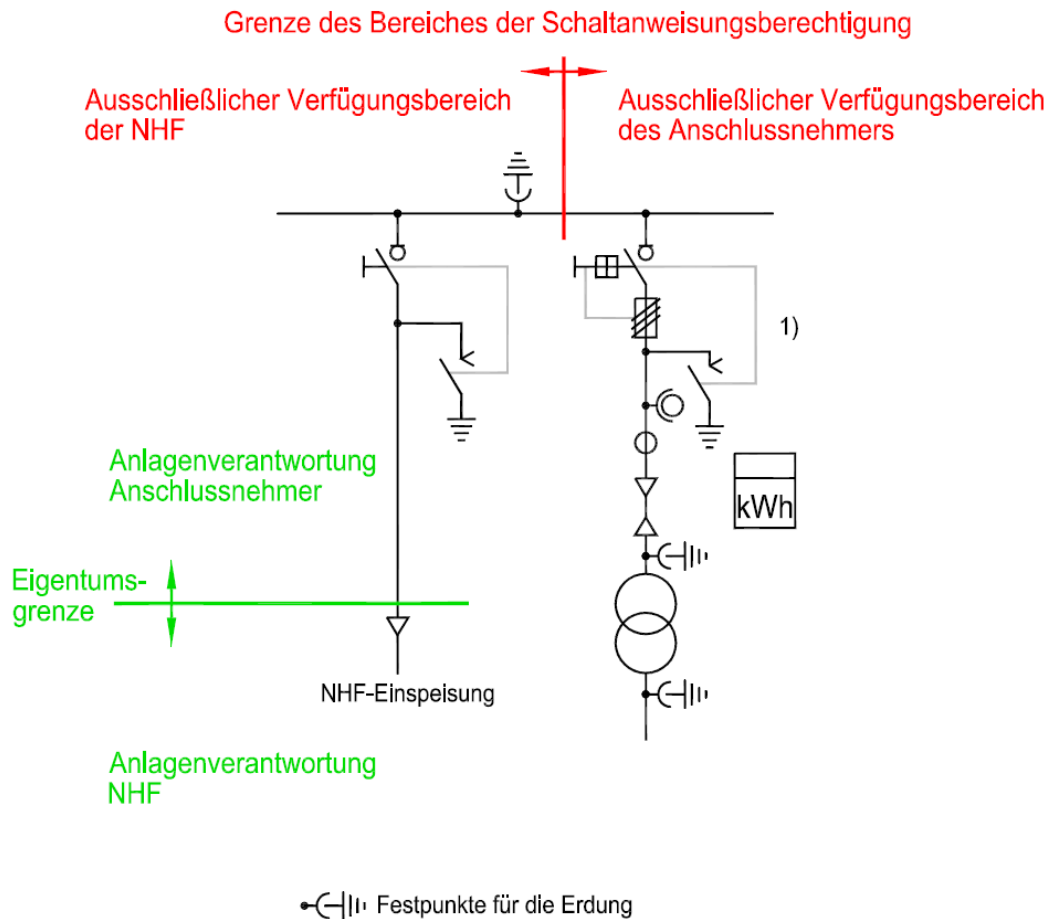 Grenze des Bereiches der Schaltanweisungsberechtigung
Ausschließlicher Verfügungsbereich
der NHF
Ausschließlicher Verfügungsbereich
des Anschlussnehmers
1)
Anlagenverantwortung
Anschlussnehmer
kWh
Eigentums-
grenze
NHF-Einspeisung
Anlagenverantwortung
NHF
Festpunkte für die Erdung